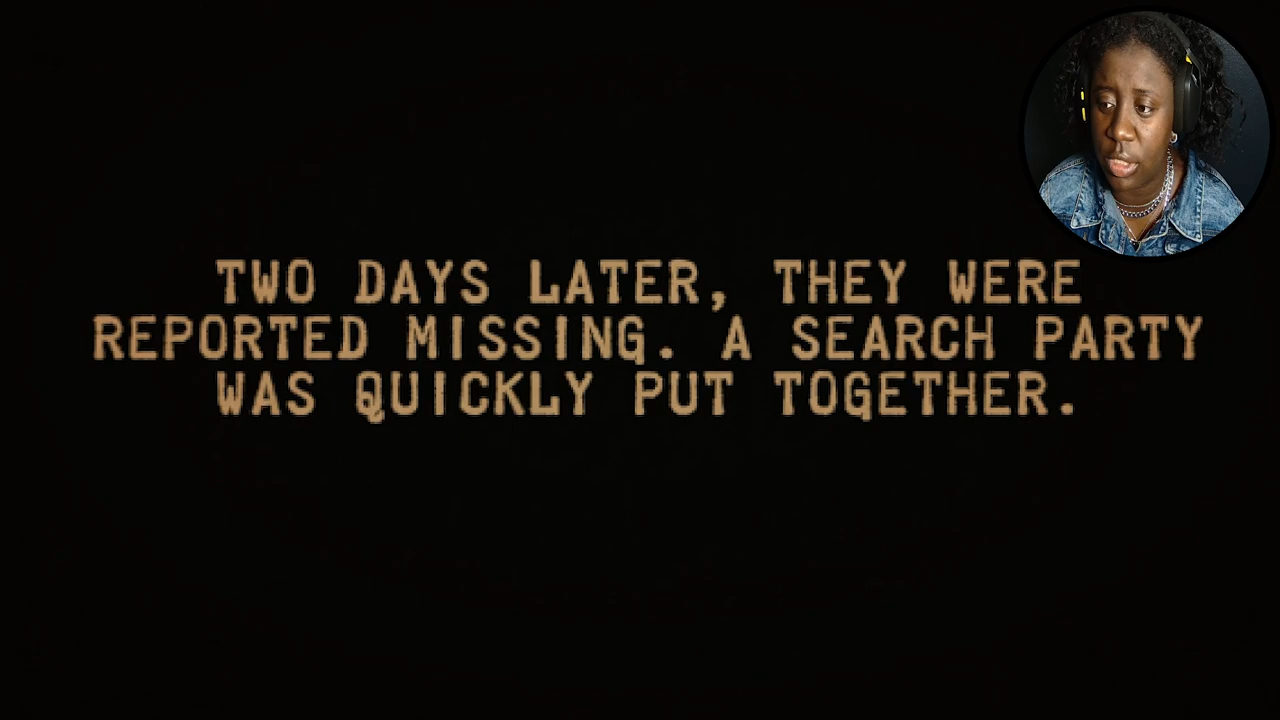 TWO DAYS LATER, THEY WERE
REPORTED MISSING. A SEARCH PARTY
WAS QUICKLY PUT TOGETHER.